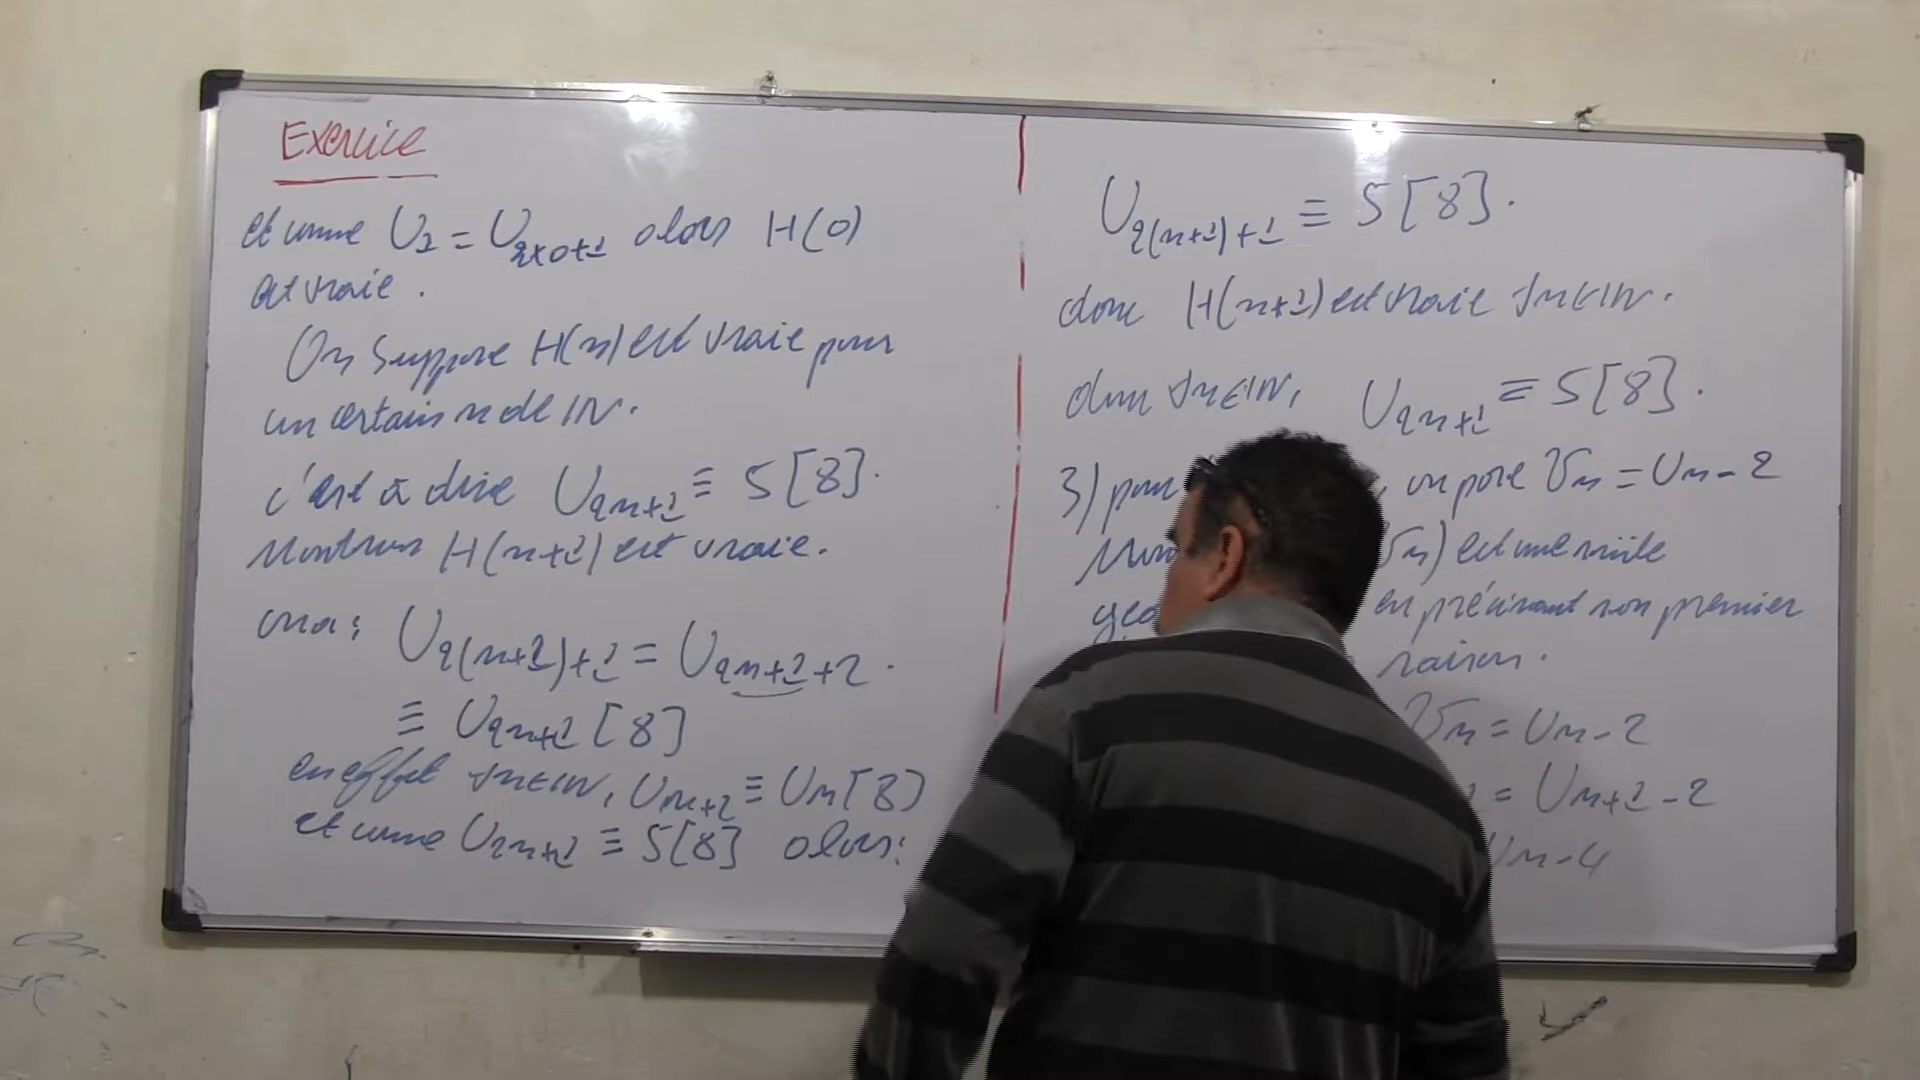 Exercice
et comme U₁ = U₂ₓ₀₊₁ alors H(0)
est vraie.
On suppose H(n) est vraie pour
un certain n de IN.
c'est à dire U₂ₙ₊₁ ≡ 5[8].
Montrons H(n+1) est vraie.
on a: U₂₍ₙ₊₁₎₊₁ = U₂ₙ₊₁₊₂.
≡ U₂ₙ₊₁ [8]
en effet ∀n∈IN, Uₙ₊₂ ≡ Uₙ[8]
et comme U₂ₙ₊₁ ≡ 5[8] alors:
U₂₍ₙ₊₁₎₊₁ ≡ 5[8].
donc H(n+1) est vraie ∀n∈IN.
donc ∀n∈IN, U₂ₙ₊₁ ≡ 5[8].
3) pour , on pose Vₙ = Uₙ-2
Vₙ) est une suite
géo en précisant son premier
raison.
Vₙ = Uₙ-2
= Uₙ₊₁-2
Uₙ-4